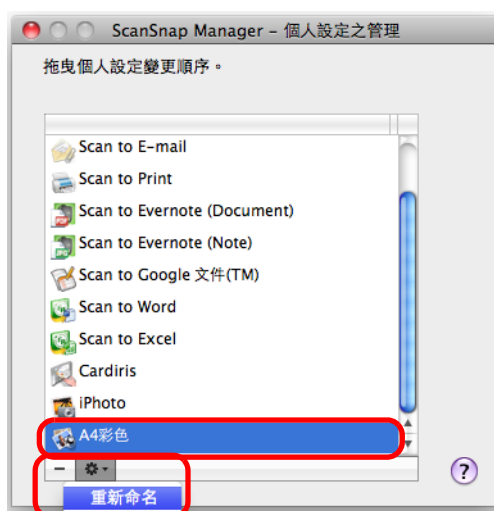 ScanSnap Manager – 個人設定之管理
拖曳個人設定變更順序。
Scan to E-mail
Scan to Print
Scan to Evernote (Document)
Scan to Evernote (Note)
Scan to Google 文件(TM)
Scan to Word
Scan to Excel
Cardiris
iPhoto
A4彩色
?
重新命名